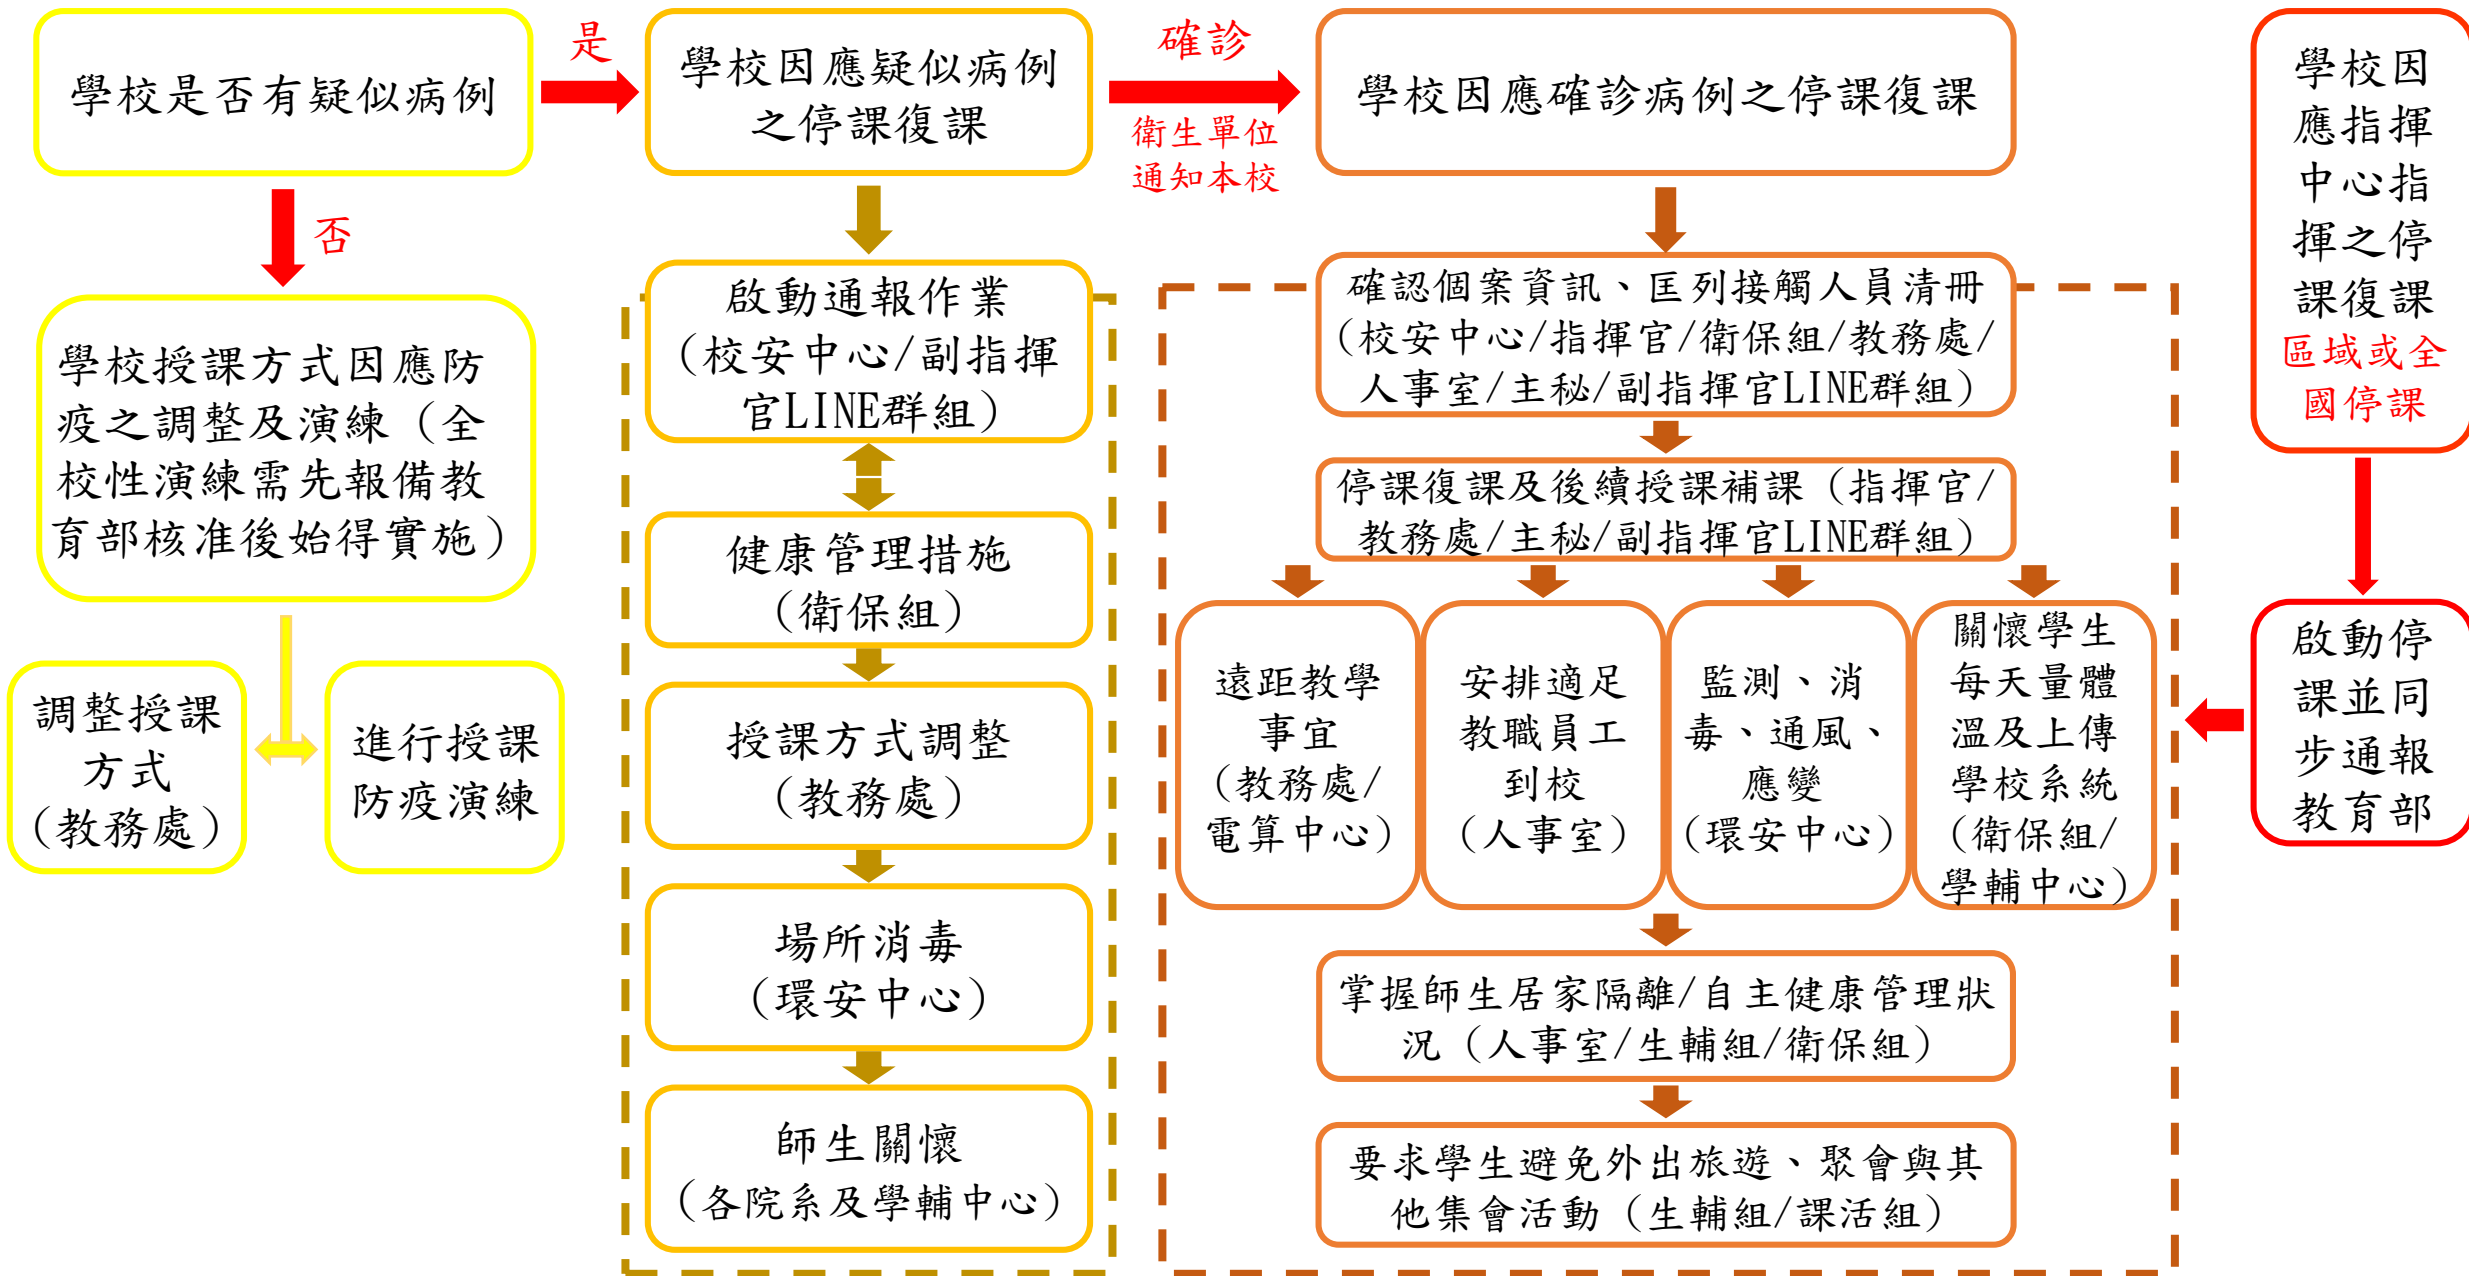 學校是否有疑似病例
是
否
學校授課方式因應防
疫之調整及演練（全
校性演練需先報備教
育部核准後始得實施）
調整授課
方式
（教務處）
進行授課
防疫演練
學校因應疑似病例
之停課復課
啟動通報作業
（校安中心/副指揮
官LINE群組）
健康管理措施
（衛保組）
授課方式調整
（教務處）
場所消毒
（環安中心）
師生關懷
（各院系及學輔中心）
確診
衛生單位
通知本校
學校因應確診病例之停課復課
確認個案資訊、匡列接觸人員清冊
（校安中心/指揮官/衛保組/教務處/
人事室/主秘/副指揮官LINE群組）
停課復課及後續授課補課（指揮官/
教務處/主秘/副指揮官LINE群組）
遠距教學
事宜
（教務處/
電算中心）
安排適足
教職員工
到校
（人事室）
監測、消
毒、通風、
應變
（環安中心）
關懷學生
每天量體
溫及上傳
學校系統
（衛保組/
學輔中心）
掌握師生居家隔離/自主健康管理狀
況（人事室/生輔組/衛保組）
要求學生避免外出旅遊、聚會與其
他集會活動（生輔組/課活組）
學校因
應指揮
中心指
揮之停
課復課
區域或全
國停課
啟動停
課並同
步通報
教育部